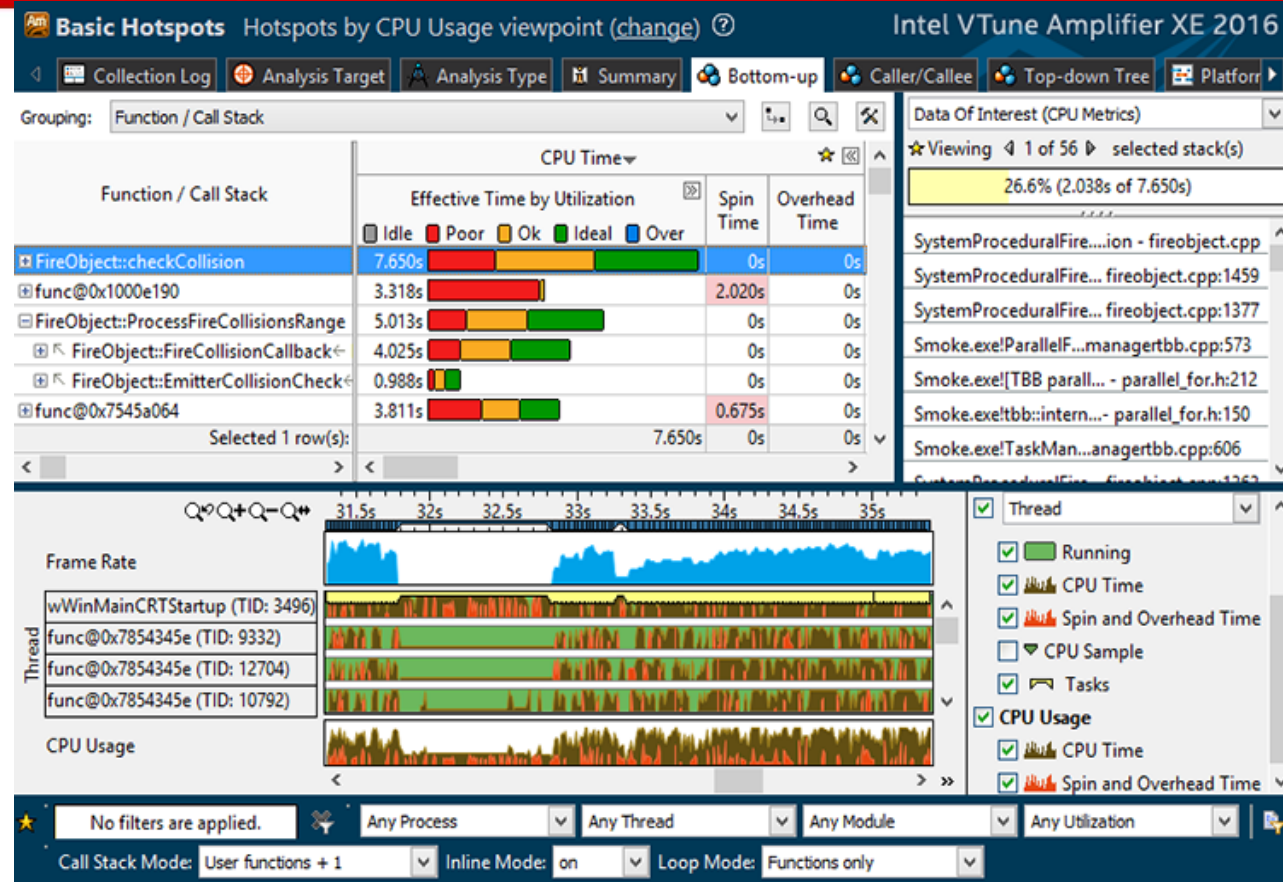 Basic Hotspots Hotspots by CPU Usage viewpoint (change) Intel VTune Amplifier XE 2016
Collection Log Analysis Target Analysis Type Summary Bottom-up Caller/Callee Top-down Tree Platforr
Grouping: Function / Call Stack
Function / Call Stack
CPU Time
Effective Time by Utilization
Idle Poor Ok Ideal Over
Spin Time
Overhead Time
FireObject::checkCollision 7.650s 0s 0s
func@0x1000e190 3.318s 2.020s 0s
FireObject::ProcessFireCollisionsRange 5.013s 0s 0s
FireObject::FireCollisionCallback 4.025s 0s 0s
FireObject::EmitterCollisionCheck 0.988s 0s 0s
func@0x7545a064 3.811s 0.675s 0s
Selected 1 row(s): 7.650s 0s 0s
Data Of Interest (CPU Metrics)
Viewing 1 of 56 selected stack(s)
26.6% (2.038s of 7.650s)
SystemProceduralFire....ion - fireobject.cpp
SystemProceduralFire... fireobject.cpp:1459
SystemProceduralFire... fireobject.cpp:1377
Smoke.exe!ParallelF...managertbb.cpp:573
Smoke.exe![TBB parall... - parallel_for.h:212
Smoke.exe!tbb::intern...- parallel_for.h:150
Smoke.exe!TaskMan...anagertbb.cpp:606
31.5s 32s 32.5s 33s 33.5s 34s 34.5s 35s
Frame Rate
Thread
wWinMainCRTStartup (TID: 3496)
func@0x7854345e (TID: 9332)
func@0x7854345e (TID: 12704)
func@0x7854345e (TID: 10792)
CPU Usage
Thread
Running
CPU Time
Spin and Overhead Time
CPU Sample
Tasks
CPU Usage
CPU Time
Spin and Overhead Time
No filters are applied. Any Process Any Thread Any Module Any Utilization
Call Stack Mode: User functions + 1 Inline Mode: on Loop Mode: Functions only